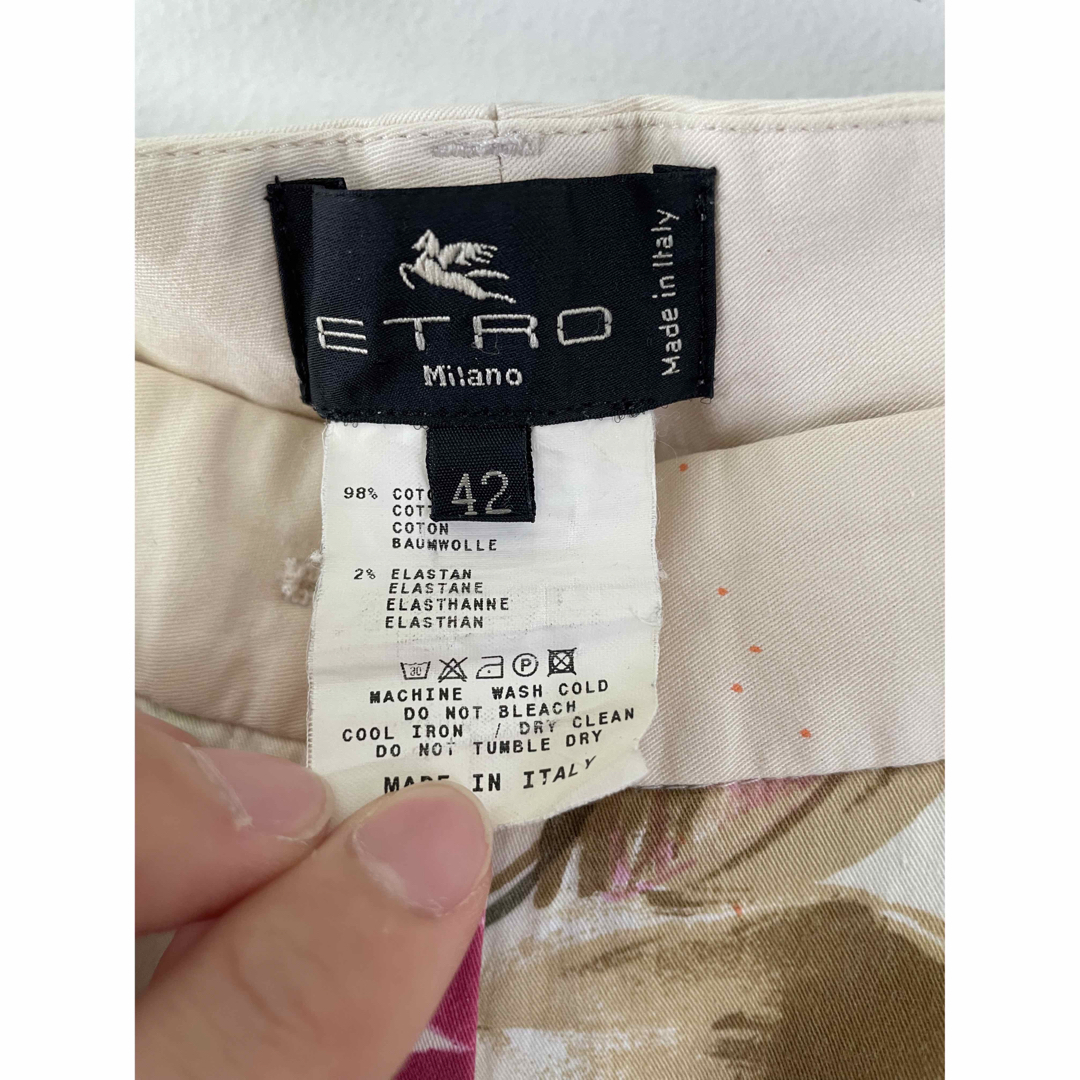 ETRO
Milano
Made in Italy
42
98%
COTON
BAUMWOLLE
2% ELASTAN
ELASTANE
ELASTHANNE
ELASTHAN
30 P
MACHINE WASH COLD
DO NOT BLEACH
COOL IRON / DRY CLEAN
DO NOT TUMBLE DRY
MADE IN ITALY